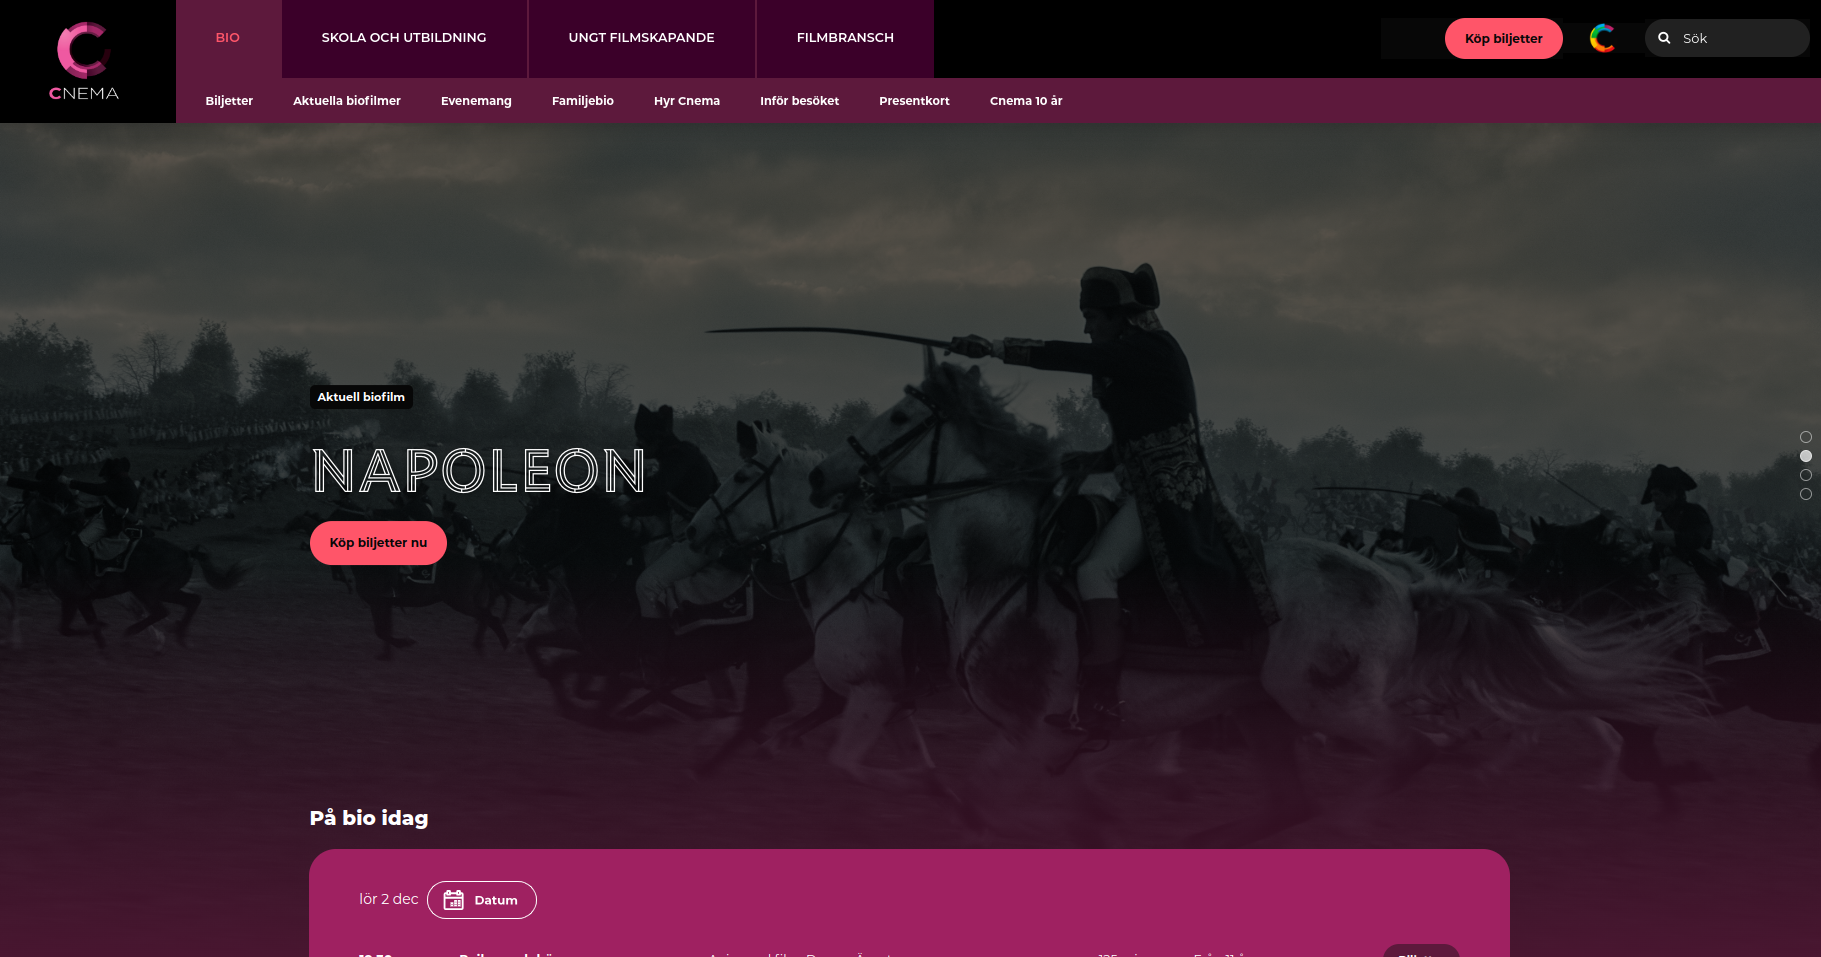 CNEMA
BIO
SKOLA OCH UTBILDNING
UNGT FILMSKAPANDE
FILMBRANSCH
Köp biljetter
Sök
Biljetter
Aktuella biofilmer
Evenemang
Familjebio
Hyr Cnema
Inför besöket
Presentkort
Cnema 10 år
Aktuell biofilm
NAPOLEON
Köp biljetter nu
På bio idag
lör 2 dec
Datum